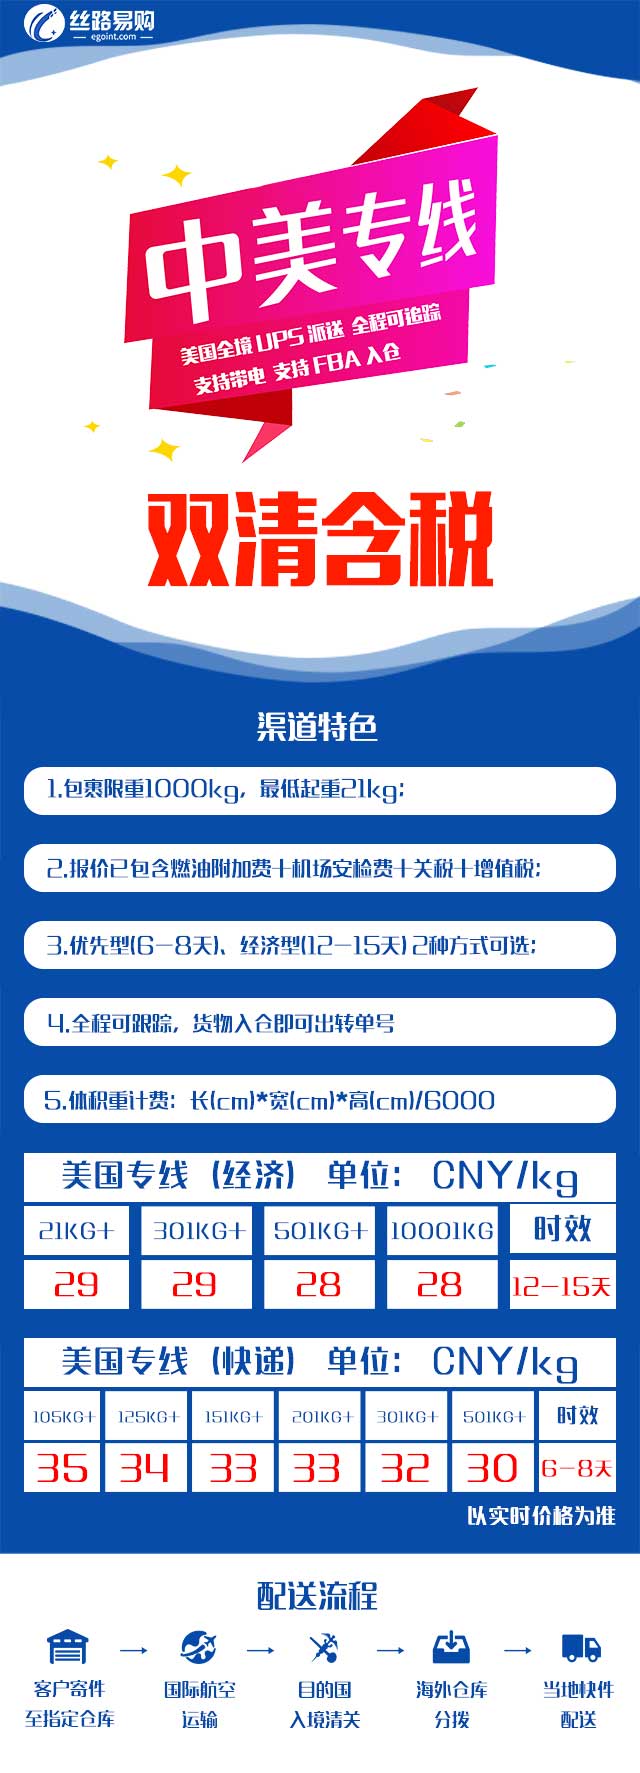 丝路易购
egoint.com
中美专线
美国全境 UPS 派送 全程可追踪
支持带电 支持 FBA 入仓
双清含税
渠道特色
1.包裹限重1000kg，最低起重21kg；
2.报价已包含燃油附加费+机场安检费+关税+增值税；
3.优先型(6-8天)、经济型(12-15天) 2种方式可选；
4.全程可跟踪，货物入仓即可出转单号
5.体积重计费：长(cm)*宽(cm)*高(cm)/6000
美国专线（经济） 单位： CNY/kg
21KG+ 301KG+ 501KG+ 10001KG 时效
29 29 28 28 12-15天
美国专线（快递） 单位： CNY/kg
105KG+ 125KG+ 151KG+ 201KG+ 301KG+ 501KG+ 时效
35 34 33 33 32 30 6-8天
以实时价格为准
配送流程
客户寄件 国际航空 目的国 海外仓库 当地快件
至指定仓库 运输 入境清关 分拨 配送